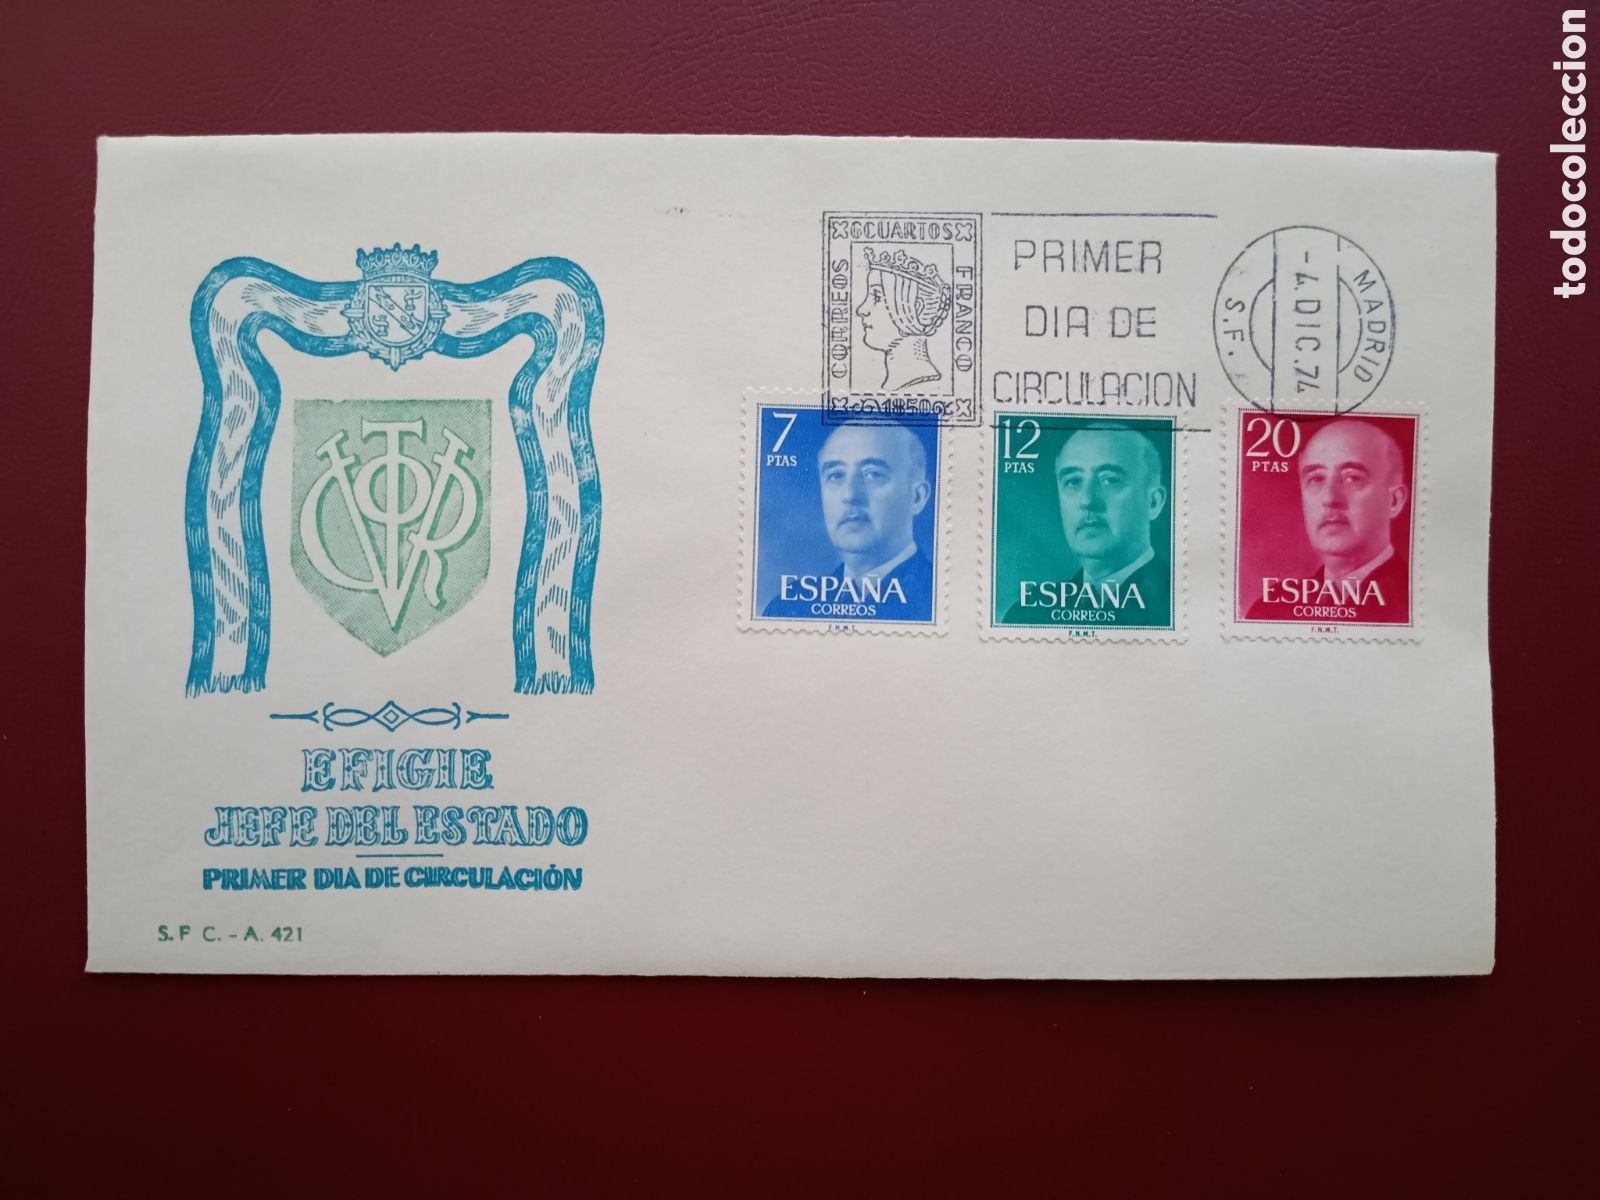 todocoleccion
6CUARTOS
CORREOS
FRANCO
1850
PRIMER
DIA DE
CIRCULACION
MADRID
-4.DIC.74
S.F.
7
PTAS
ESPAÑA
CORREOS
F.N.M.T.
12
PTAS
ESPAÑA
CORREOS
F.N.M.T.
20
PTAS
ESPAÑA
CORREOS
F.N.M.T.
EFIGIE
JEFE DEL ESTADO
PRIMER DIA DE CIRCULACIÓN
S. F C. - A. 421